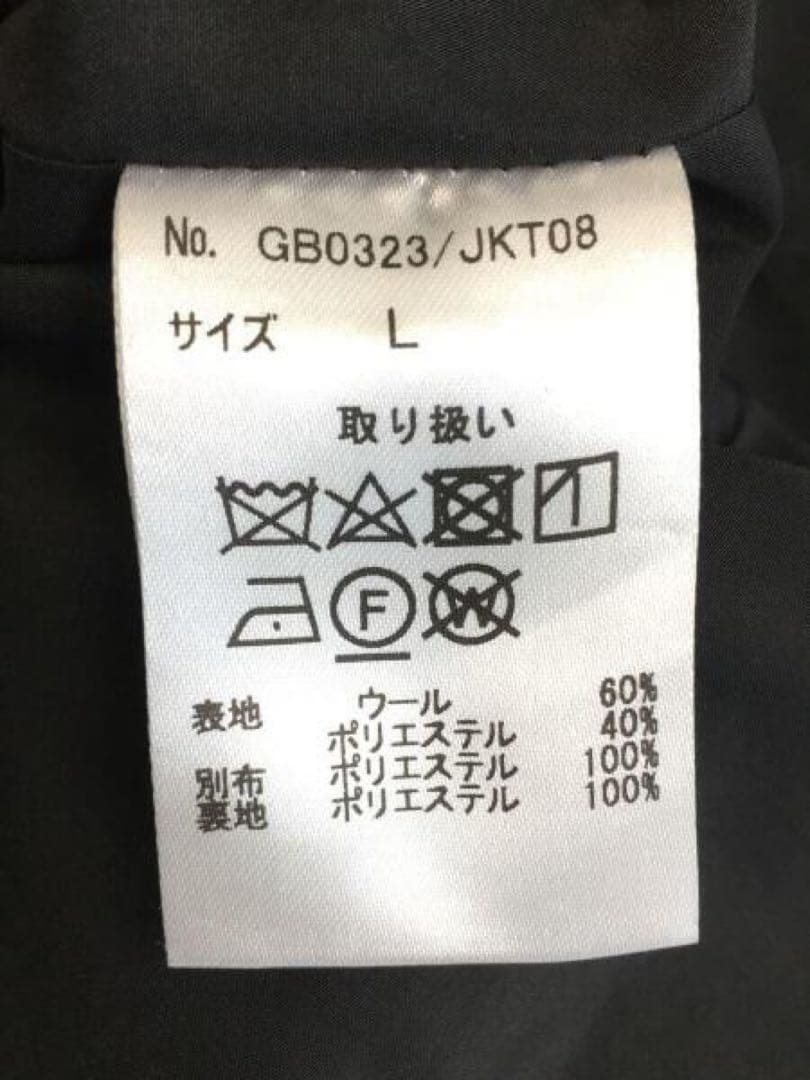 No. GB0323/JKT08
サイズ L
取り扱い
F
W
表地 ウール 60%
ポリエステル 40%
別布 ポリエステル 100%
裏地 ポリエステル 100%